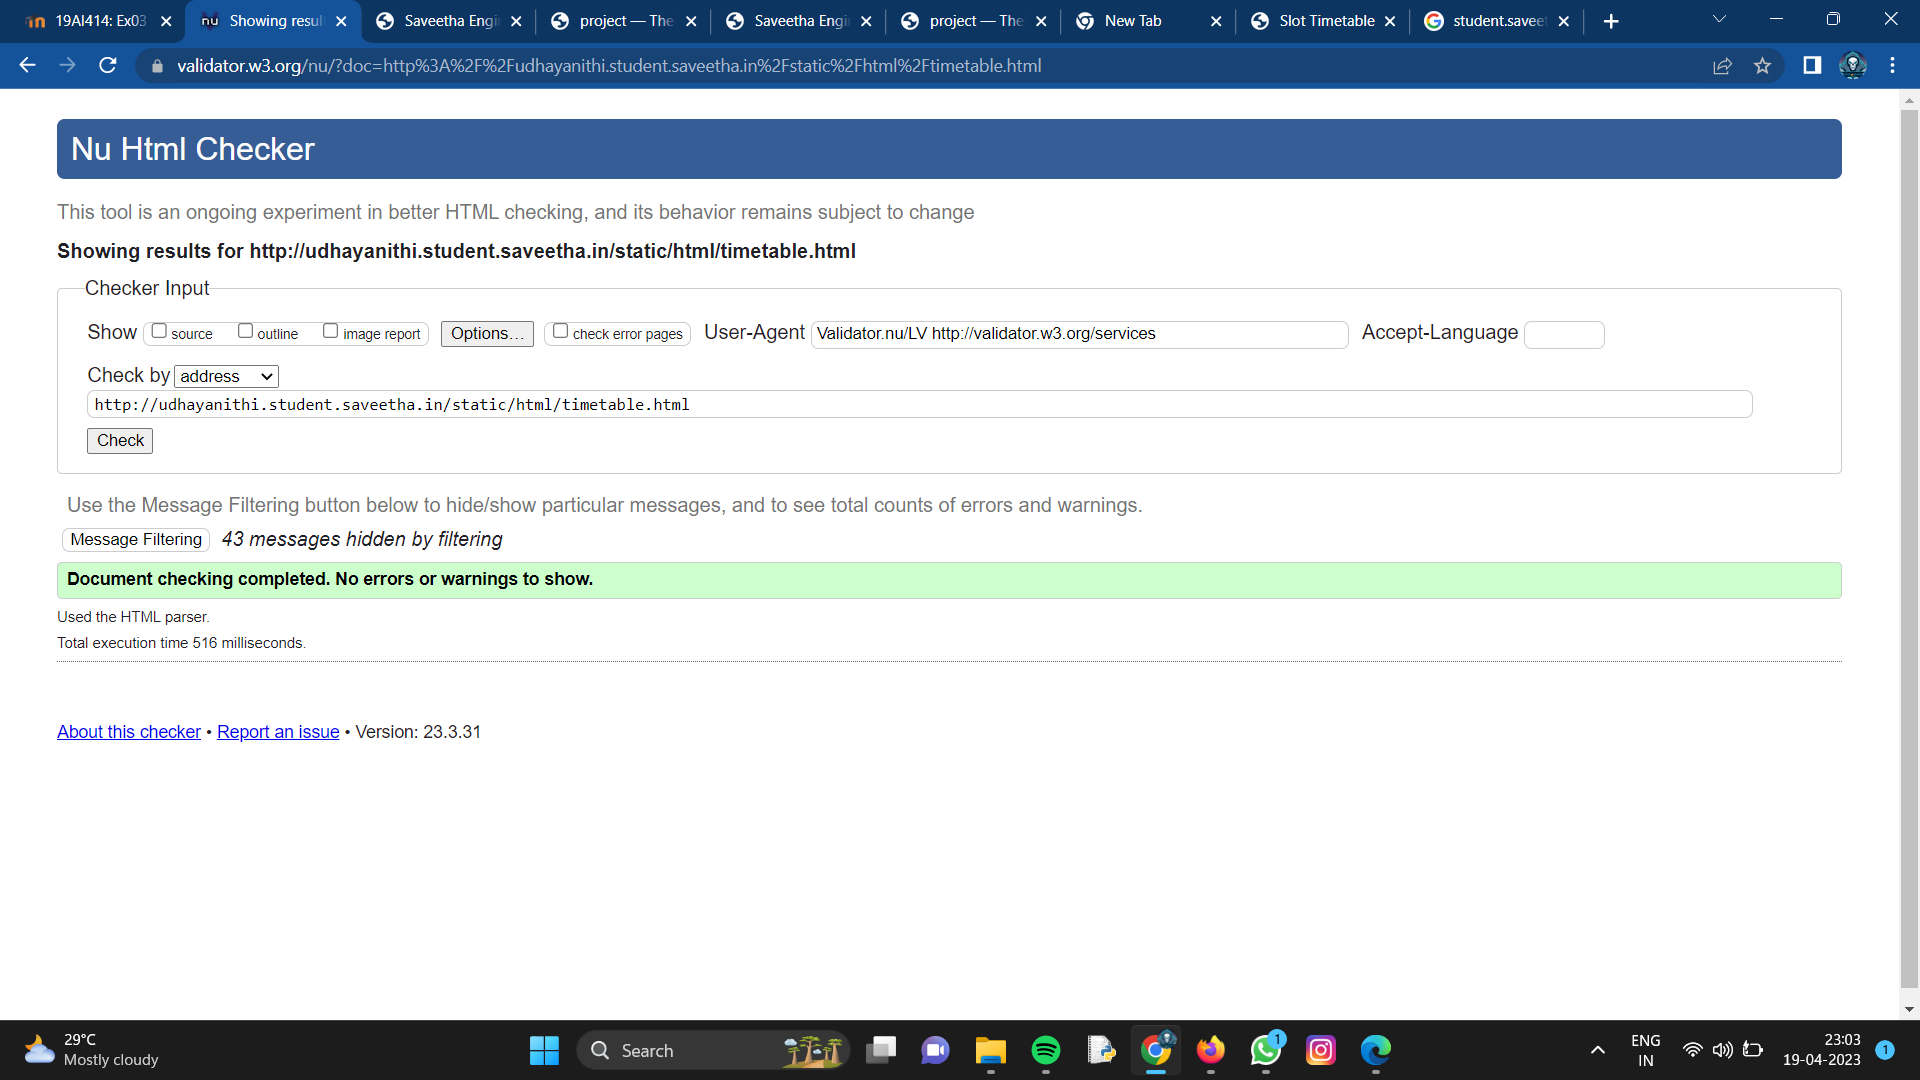 19AI414: Ex03
nu Showing resul
Saveetha Engi
project — The
Saveetha Engi
project — The
New Tab
Slot Timetable
student.saveet
validator.w3.org/nu/?doc=http%3A%2F%2Fudhayanithi.student.saveetha.in%2Fstatic%2Fhtml%2Ftimetable.html
Nu Html Checker
This tool is an ongoing experiment in better HTML checking, and its behavior remains subject to change
Showing results for http://udhayanithi.student.saveetha.in/static/html/timetable.html
Checker Input
Show source outline image report Options... check error pages User-Agent Validator.nu/LV http://validator.w3.org/services Accept-Language
Check by address
http://udhayanithi.student.saveetha.in/static/html/timetable.html
Check
Use the Message Filtering button below to hide/show particular messages, and to see total counts of errors and warnings.
Message Filtering 43 messages hidden by filtering
Document checking completed. No errors or warnings to show.
Used the HTML parser.
Total execution time 516 milliseconds.
About this checker • Report an issue • Version: 23.3.31
29°C
Mostly cloudy
Search
1
ENG
IN
23:03
19-04-2023
1